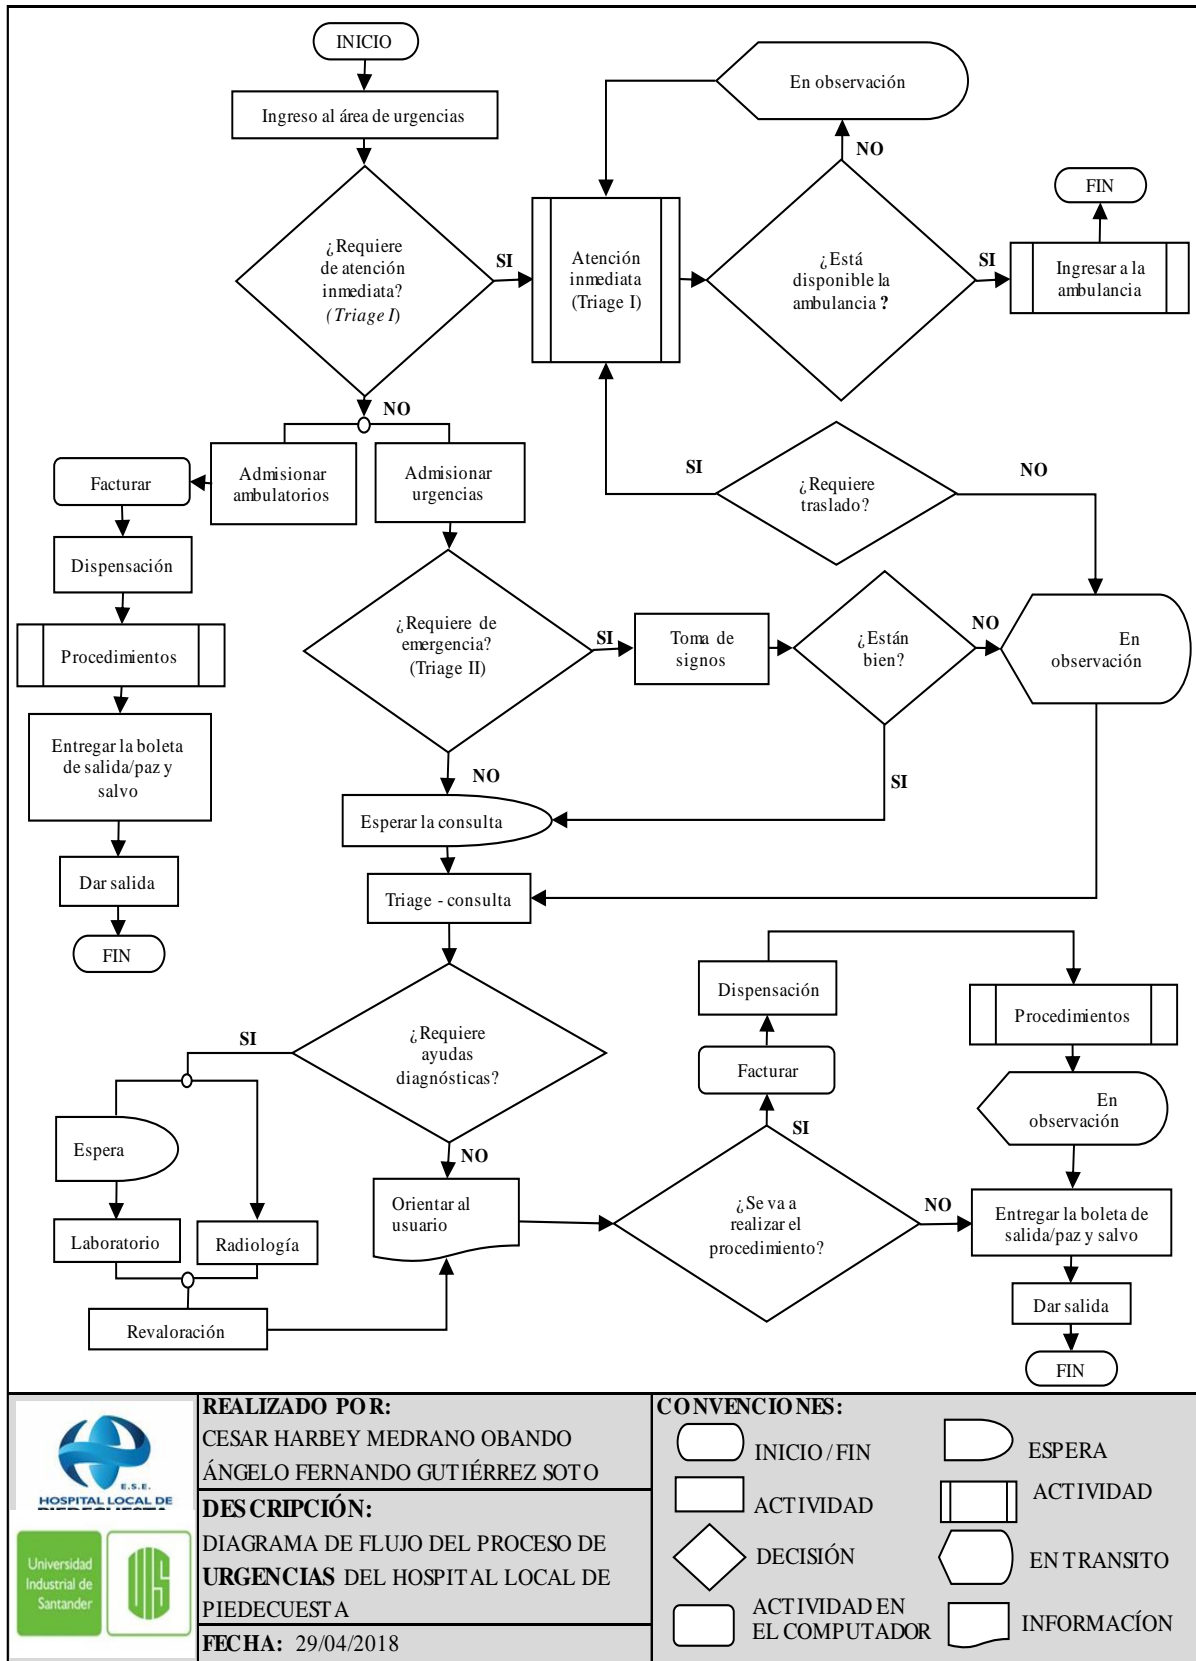 INICIO
Ingreso al área de urgencias
¿Requiere
de atención
inmediata?
(Triage I)
SI
NO
Atención
inmediata
(Triage I)
En observación
NO
¿Está
disponible la
ambulancia ?
SI
Ingresar a la
ambulancia
FIN
Admisionar
ambulatorios
Admisionar
urgencias
Facturar
Dispensación
Procedimientos
Entregar la boleta
de salida/paz y
salvo
Dar salida
FIN
SI
¿Requiere
traslado?
NO
¿Requiere de
emergencia?
(Triage II)
SI
Toma de
signos
¿Están
bien?
NO
En
observación
NO
SI
Esperar la consulta
Triage - consulta
¿Requiere
ayudas
diagnósticas?
SI
NO
Espera
Laboratorio
Radiología
Revaloración
Orientar al
usuario
¿Se va a
realizar el
procedimiento?
SI
NO
Facturar
Dispensación
Procedimientos
En
observación
Entregar la boleta de
salida/paz y salvo
Dar salida
FIN
E.S.E.
HOSPITAL LOCAL DE
PIEDECUESTA
Universidad
Industrial de
Santander
UIS
REALIZADO POR:
CESAR HARBEY MEDRANO OBANDO
ÁNGELO FERNANDO GUTIÉRREZ SOTO
DESCRIPCIÓN:
DIAGRAMA DE FLUJO DEL PROCESO DE
URGENCIAS DEL HOSPITAL LOCAL DE
PIEDECUESTA
FECHA: 29/04/2018
CONVENCIONES:
INICIO / FIN
ACTIVIDAD
DECISIÓN
ACTIVIDAD EN
EL COMPUTADOR
ESPERA
ACTIVIDAD
EN TRANSITO
INFORMACÍON